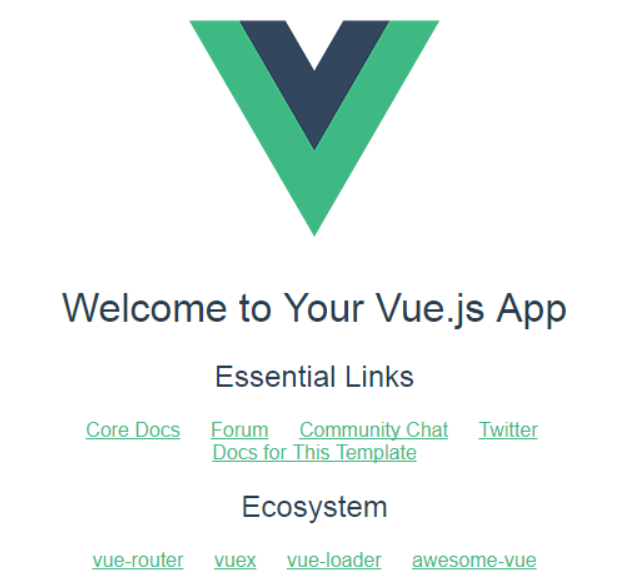 Welcome to Your Vue.js App
Essential Links
Core Docs Forum Community Chat Twitter
Docs for This Template
Ecosystem
vue-router vuex vue-loader awesome-vue